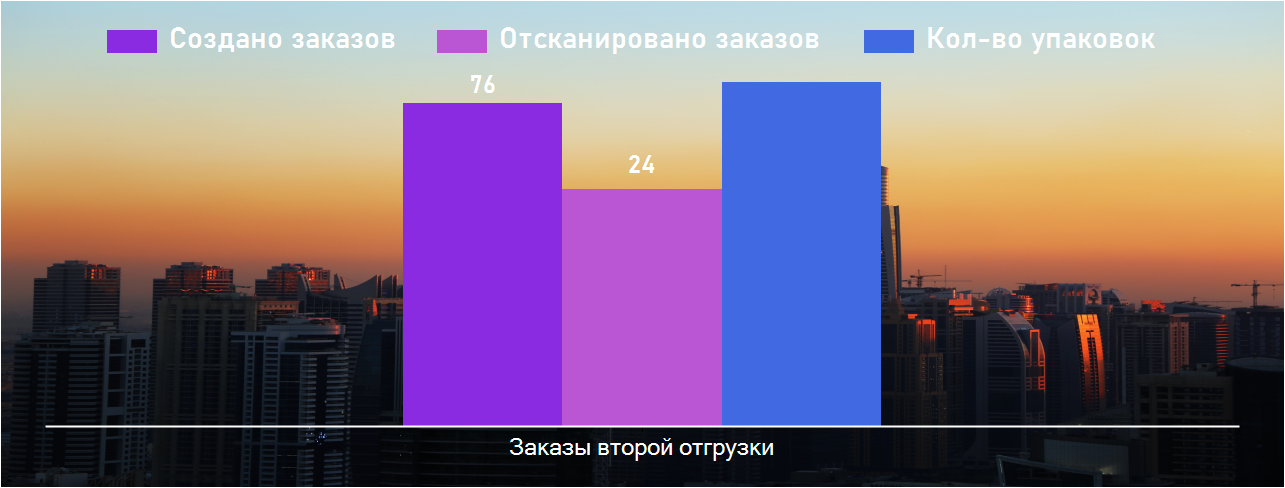 Создано заказов Отсканировано заказов Кол-во упаковок
76
24
Заказы второй отгрузки